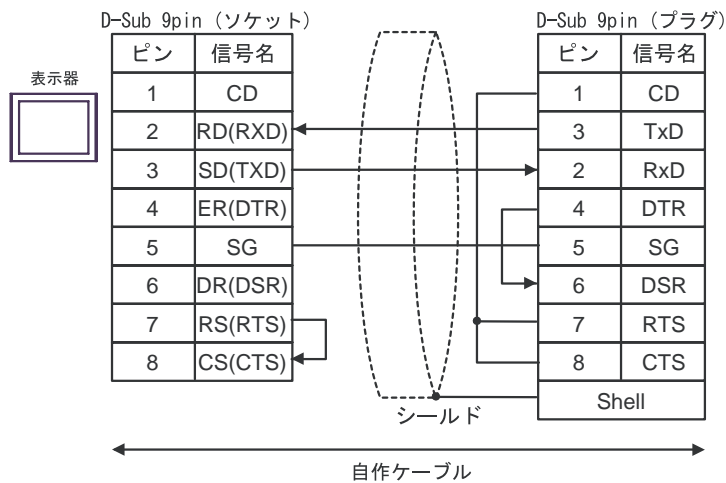 D-Sub 9pin (ソケット)
D-Sub 9pin (プラグ)
表示器
ピン 信号名
1 CD
2 RD(RXD)
3 SD(TXD)
4 ER(DTR)
5 SG
6 DR(DSR)
7 RS(RTS)
8 CS(CTS)
ピン 信号名
1 CD
3 TxD
2 RxD
4 DTR
5 SG
6 DSR
7 RTS
8 CTS
Shell
シールド
自作ケーブル